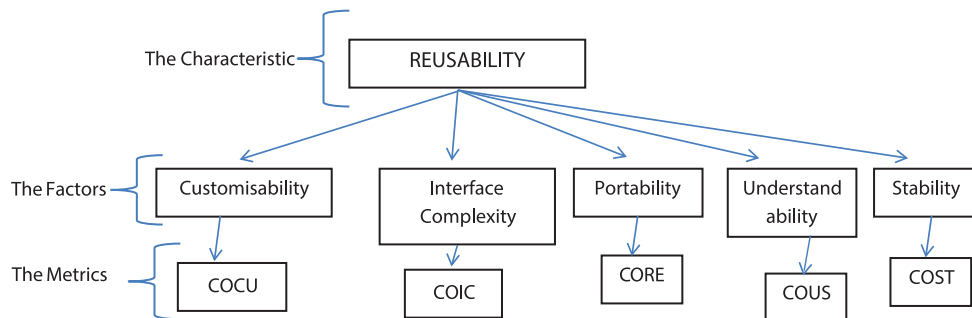 The Characteristic
REUSABILITY
The Factors
Customisability
Interface
Complexity
Portability
Understand
ability
Stability
The Metrics
COCU
COIC
CORE
COUS
COST